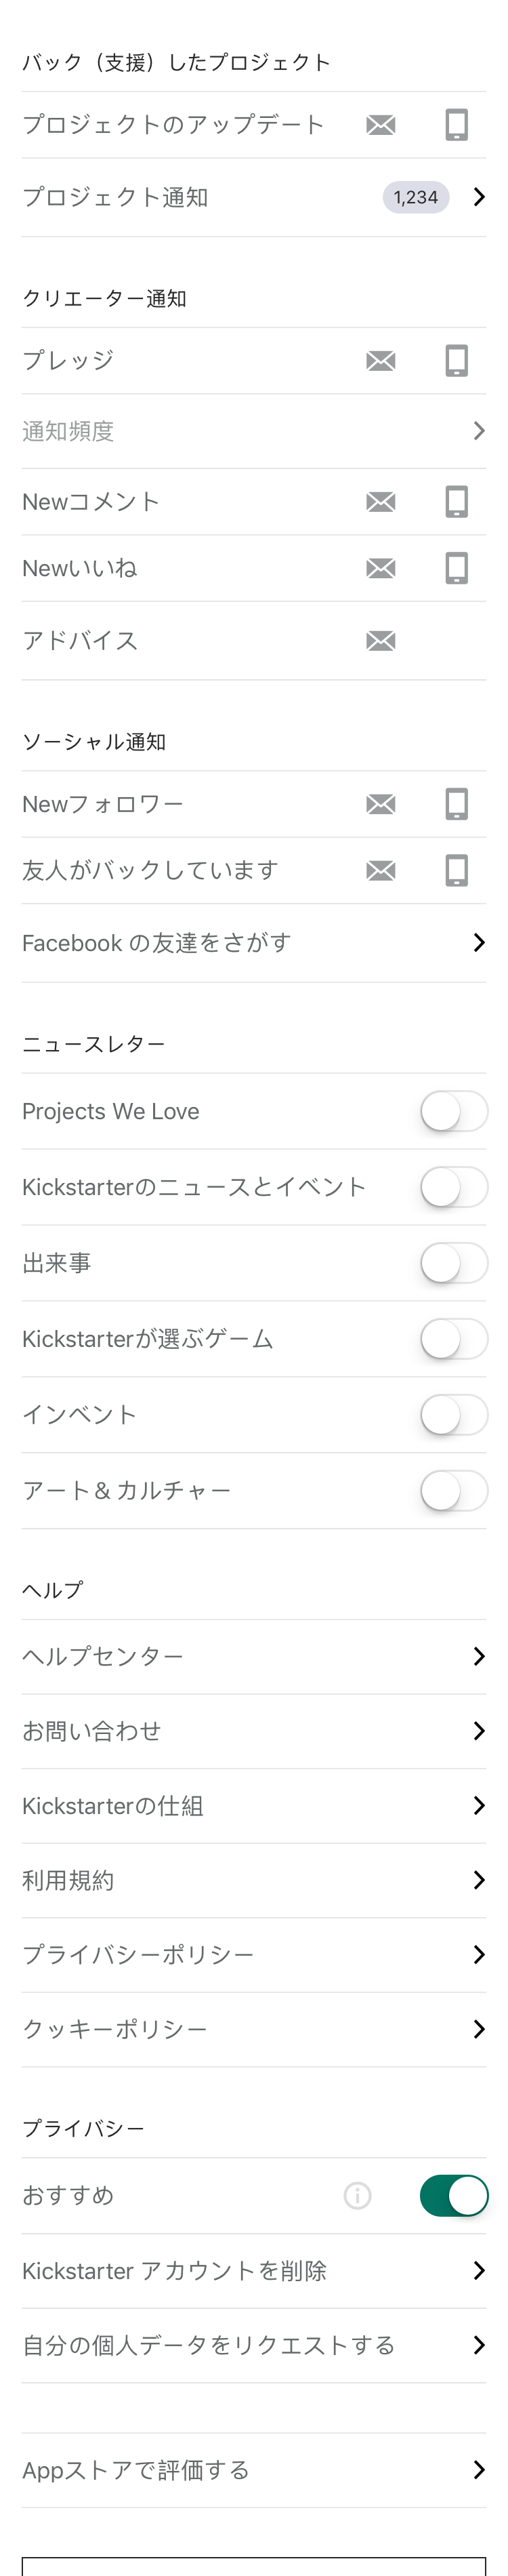 バック（支援）したプロジェクト
プロジェクトのアップデート
プロジェクト通知 1,234
クリエーター通知
プレッジ
通知頻度
Newコメント
Newいいね
アドバイス
ソーシャル通知
Newフォロワー
友人がバックしています
Facebook の友達をさがす
ニュースレター
Projects We Love
Kickstarterのニュースとイベント
出来事
Kickstarterが選ぶゲーム
インベント
アート& カルチャー
ヘルプ
ヘルプセンター
お問い合わせ
Kickstarterの仕組
利用規約
プライバシーポリシー
クッキーポリシー
プライバシー
おすすめ
Kickstarter アカウントを削除
自分の個人データをリクエストする
Appストアで評価する